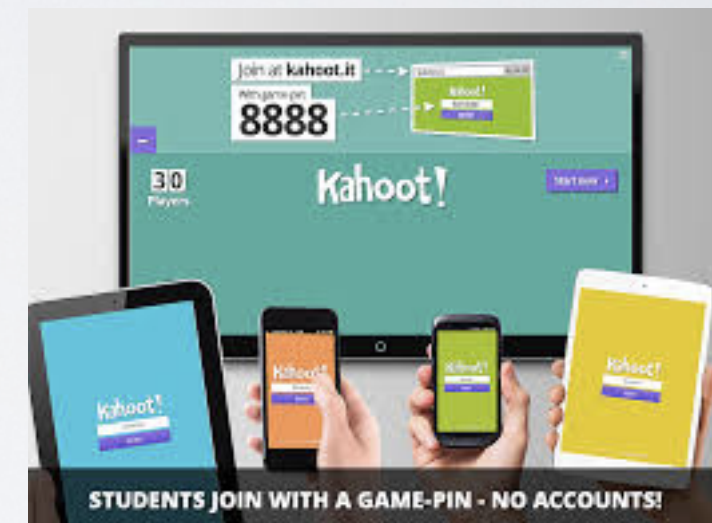 Join at kahoot.it
With game-pin:
8888
Kahoot!
30
Players
Kahoot!
Start now
Kahoot!
Kahoot!
Kahoot!
Kahoot!
STUDENTS JOIN WITH A GAME-PIN - NO ACCOUNTS!